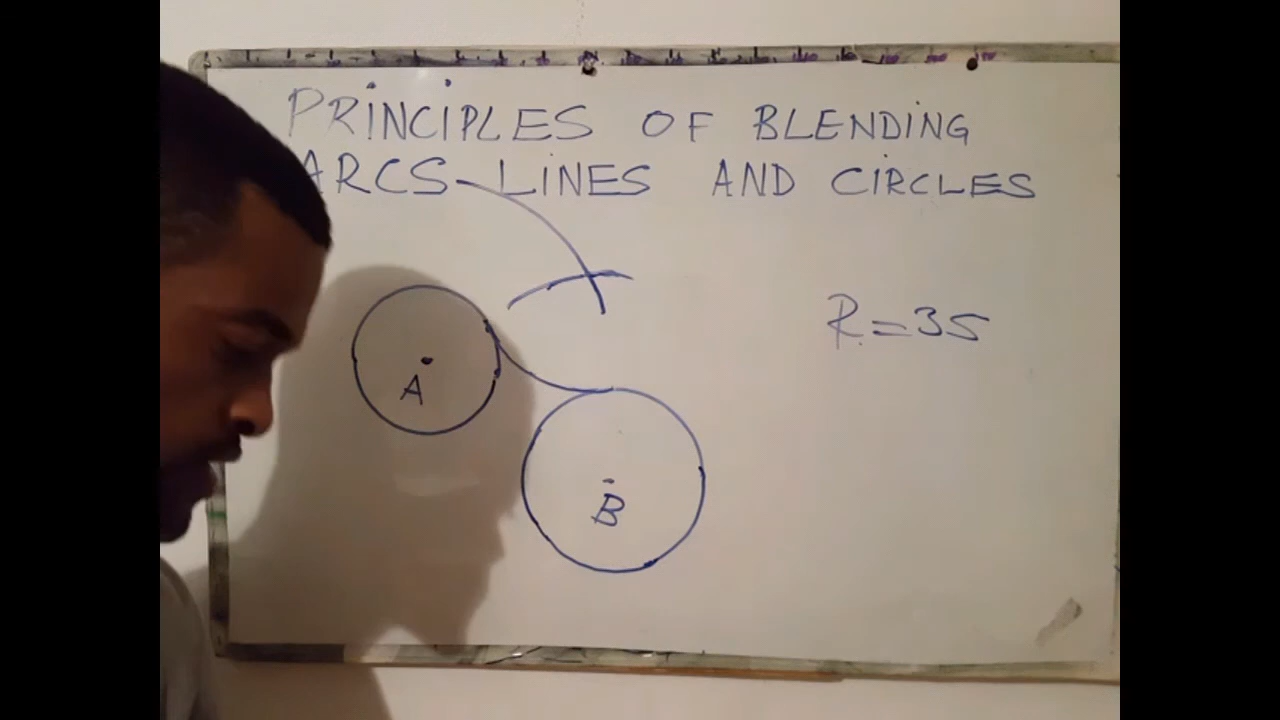 PRINCIPLES OF BLENDING
ARCS LINES AND CIRCLES
R=35
A
B